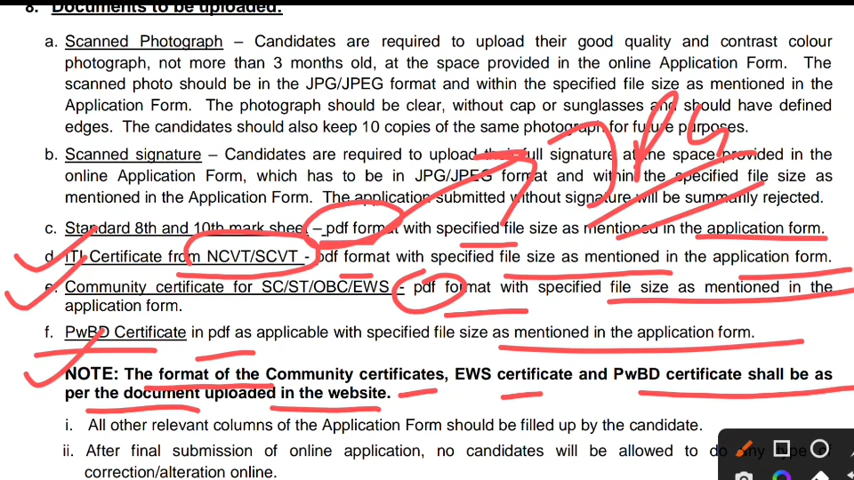 8. Documents to be uploaded:
a. Scanned Photograph – Candidates are required to upload their good quality and contrast colour
photograph, not more than 3 months old, at the space provided in the online Application Form. The
scanned photo should be in the JPG/JPEG format and within the specified file size as mentioned in the
Application Form. The photograph should be clear, without cap or sunglasses and should have defined
edges. The candidates should also keep 10 copies of the same photograph for future purposes.
b. Scanned signature – Candidates are required to upload their full signature at the space provided in the
online Application Form, which has to be in JPG/JPEG format and within the specified file size as
mentioned in the Application Form. The application submitted without signature will be summarily rejected.
c. Standard 8th and 10th mark sheet – pdf format with specified file size as mentioned in the application form.
d. ITI Certificate from NCVT/SCVT - pdf format with specified file size as mentioned in the application form.
e. Community certificate for SC/ST/OBC/EWS - pdf format with specified file size as mentioned in the
application form.
f. PwBD Certificate in pdf as applicable with specified file size as mentioned in the application form.
NOTE: The format of the Community certificates, EWS certificate and PwBD certificate shall be as
per the document uploaded in the website.
i. All other relevant columns of the Application Form should be filled up by the candidate.
ii. After final submission of online application, no candidates will be allowed to do any type of
correction/alteration online.